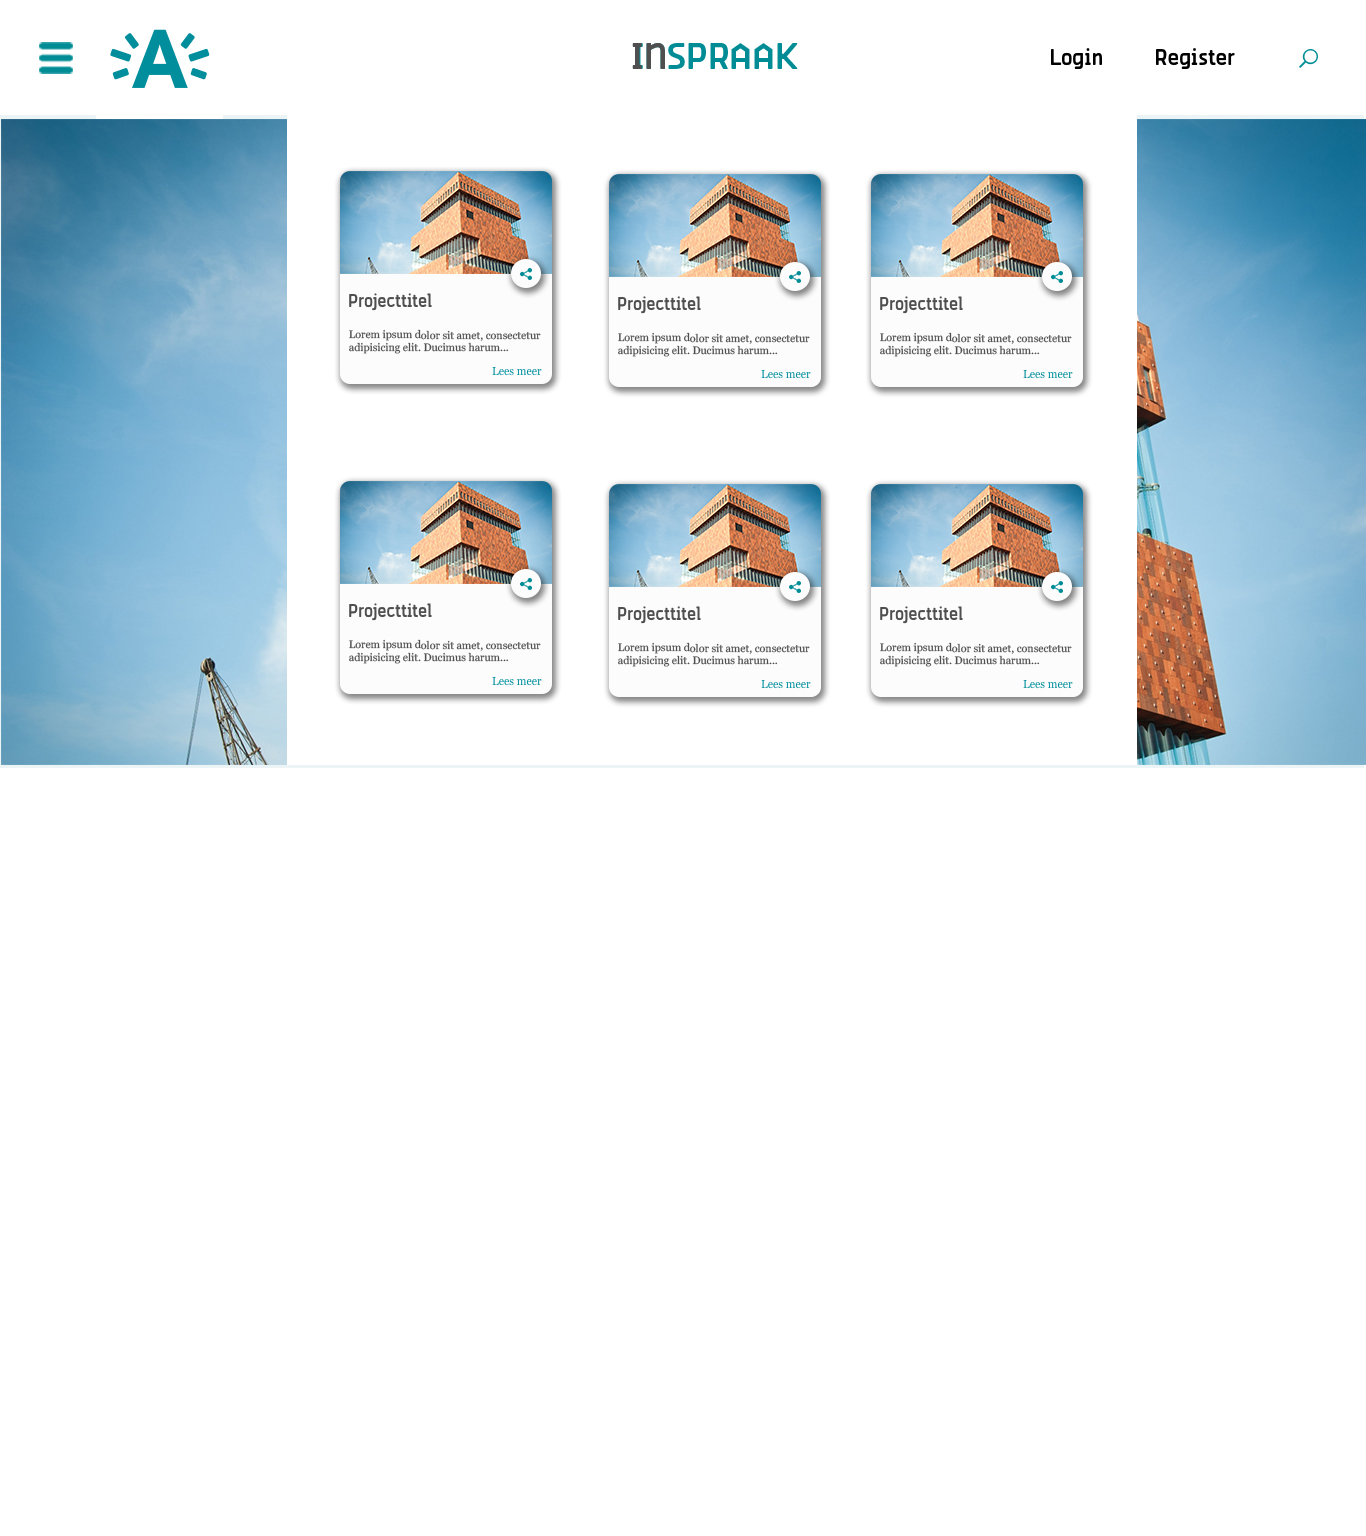 A
INSPRAAK
Login
Register
Projecttitel
Lorem ipsum dolor sit amet, consectetur
adipisicing elit. Ducimus harum...
Lees meer
Projecttitel
Lorem ipsum dolor sit amet, consectetur
adipisicing elit. Ducimus harum...
Lees meer
Projecttitel
Lorem ipsum dolor sit amet, consectetur
adipisicing elit. Ducimus harum...
Lees meer
Projecttitel
Lorem ipsum dolor sit amet, consectetur
adipisicing elit. Ducimus harum...
Lees meer
Projecttitel
Lorem ipsum dolor sit amet, consectetur
adipisicing elit. Ducimus harum...
Lees meer
Projecttitel
Lorem ipsum dolor sit amet, consectetur
adipisicing elit. Ducimus harum...
Lees meer